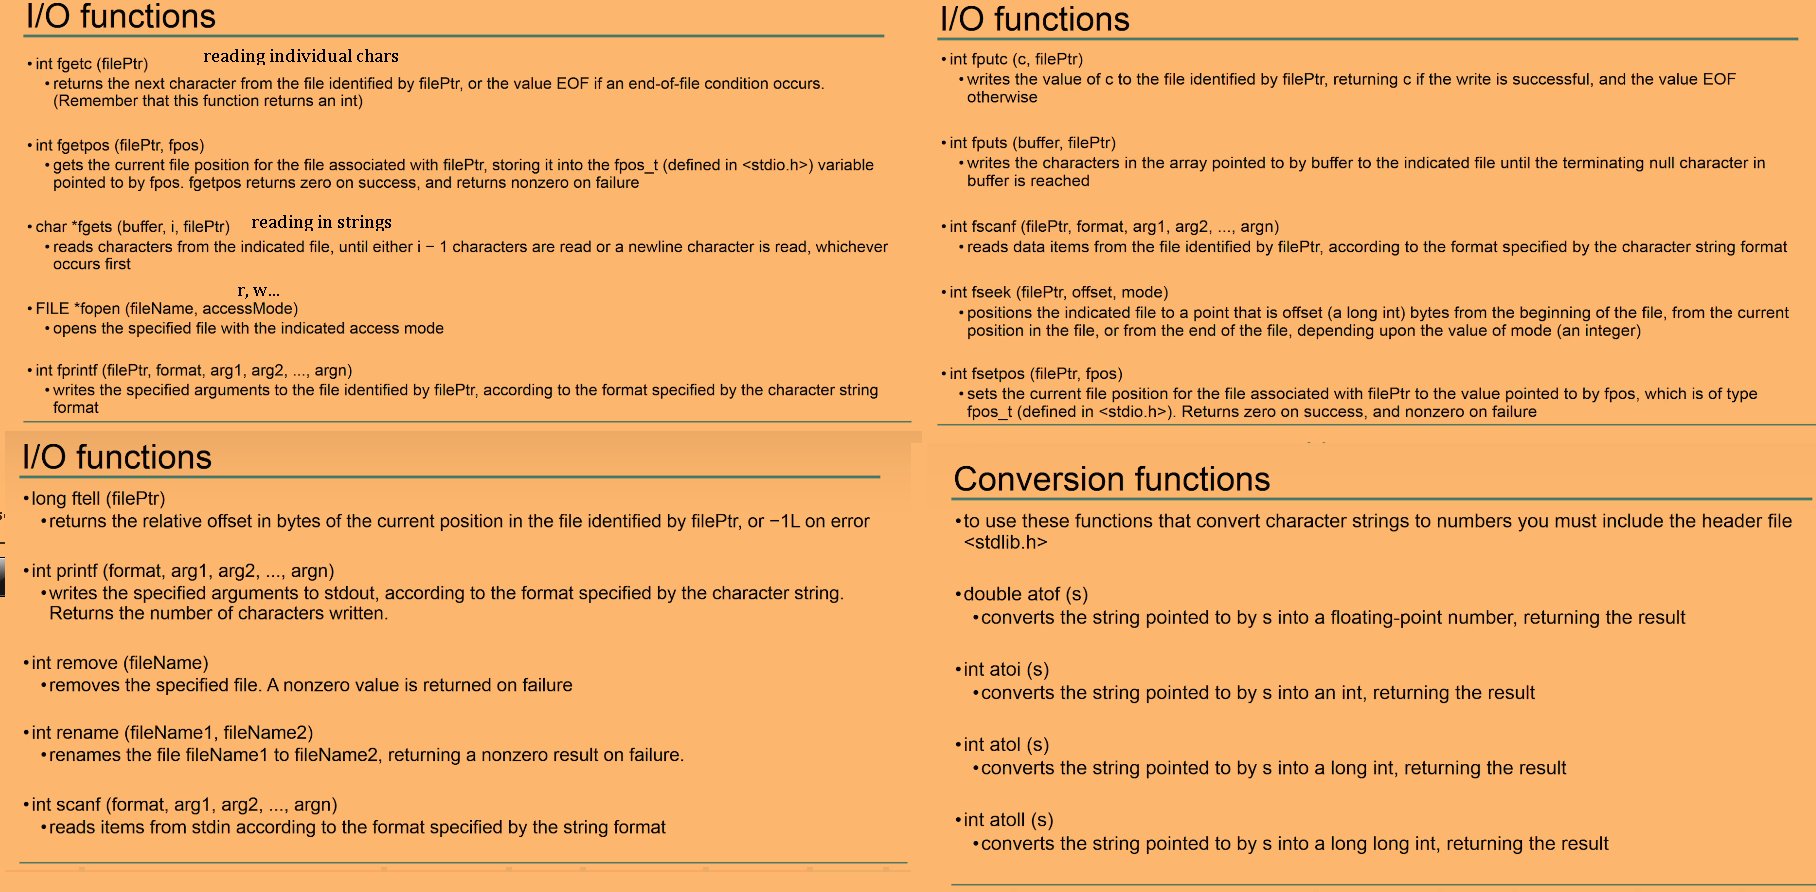 I/O functions
reading individual chars
•int fgetc (filePtr)
•returns the next character from the file identified by filePtr, or the value EOF if an end-of-file condition occurs.
(Remember that this function returns an int)
•int fgetpos (filePtr, fpos)
•gets the current file position for the file associated with filePtr, storing it into the fpos_t (defined in <stdio.h>) variable
pointed to by fpos. fgetpos returns zero on success, and returns nonzero on failure
•char *fgets (buffer, i, filePtr) reading in strings
•reads characters from the indicated file, until either i − 1 characters are read or a newline character is read, whichever
occurs first
r, w...
•FILE *fopen (fileName, accessMode)
•opens the specified file with the indicated access mode
•int fprintf (filePtr, format, arg1, arg2, ..., argn)
•writes the specified arguments to the file identified by filePtr, according to the format specified by the character string
format
I/O functions
•int fputc (c, filePtr)
•writes the value of c to the file identified by filePtr, returning c if the write is successful, and the value EOF
otherwise
•int fputs (buffer, filePtr)
•writes the characters in the array pointed to by buffer to the indicated file until the terminating null character in
buffer is reached
•int fscanf (filePtr, format, arg1, arg2, ..., argn)
•reads data items from the file identified by filePtr, according to the format specified by the character string format
•int fseek (filePtr, offset, mode)
•positions the indicated file to a point that is offset (a long int) bytes from the beginning of the file, from the current
position in the file, or from the end of the file, depending upon the value of mode (an integer)
•int fsetpos (filePtr, fpos)
•sets the current file position for the file associated with filePtr to the value pointed to by fpos, which is of type
fpos_t (defined in <stdio.h>). Returns zero on success, and nonzero on failure
I/O functions
•long ftell (filePtr)
•returns the relative offset in bytes of the current position in the file identified by filePtr, or −1L on error
•int printf (format, arg1, arg2, ..., argn)
•writes the specified arguments to stdout, according to the format specified by the character string.
Returns the number of characters written.
•int remove (fileName)
•removes the specified file. A nonzero value is returned on failure
•int rename (fileName1, fileName2)
•renames the file fileName1 to fileName2, returning a nonzero result on failure.
•int scanf (format, arg1, arg2, ..., argn)
•reads items from stdin according to the format specified by the string format
Conversion functions
•to use these functions that convert character strings to numbers you must include the header file
<stdlib.h>
•double atof (s)
•converts the string pointed to by s into a floating-point number, returning the result
•int atoi (s)
•converts the string pointed to by s into an int, returning the result
•int atol (s)
•converts the string pointed to by s into a long int, returning the result
•int atoll (s)
•converts the string pointed to by s into a long long int, returning the result